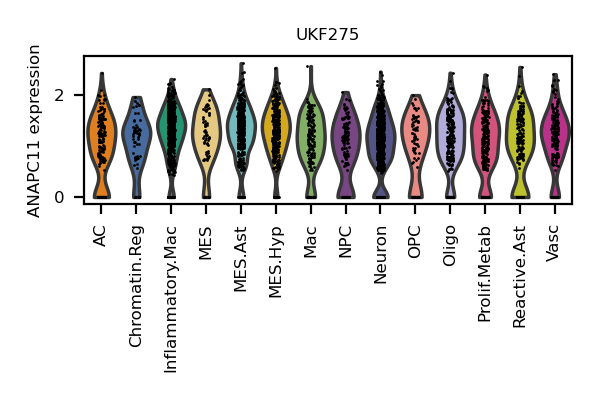 UKF275
ANAPC11 expression
2
0
AC
Chromatin.Reg
Inflammatory.Mac
MES
MES.Ast
MES.Hyp
Mac
NPC
Neuron
OPC
Oligo
Prolif.Metab
Reactive.Ast
Vasc